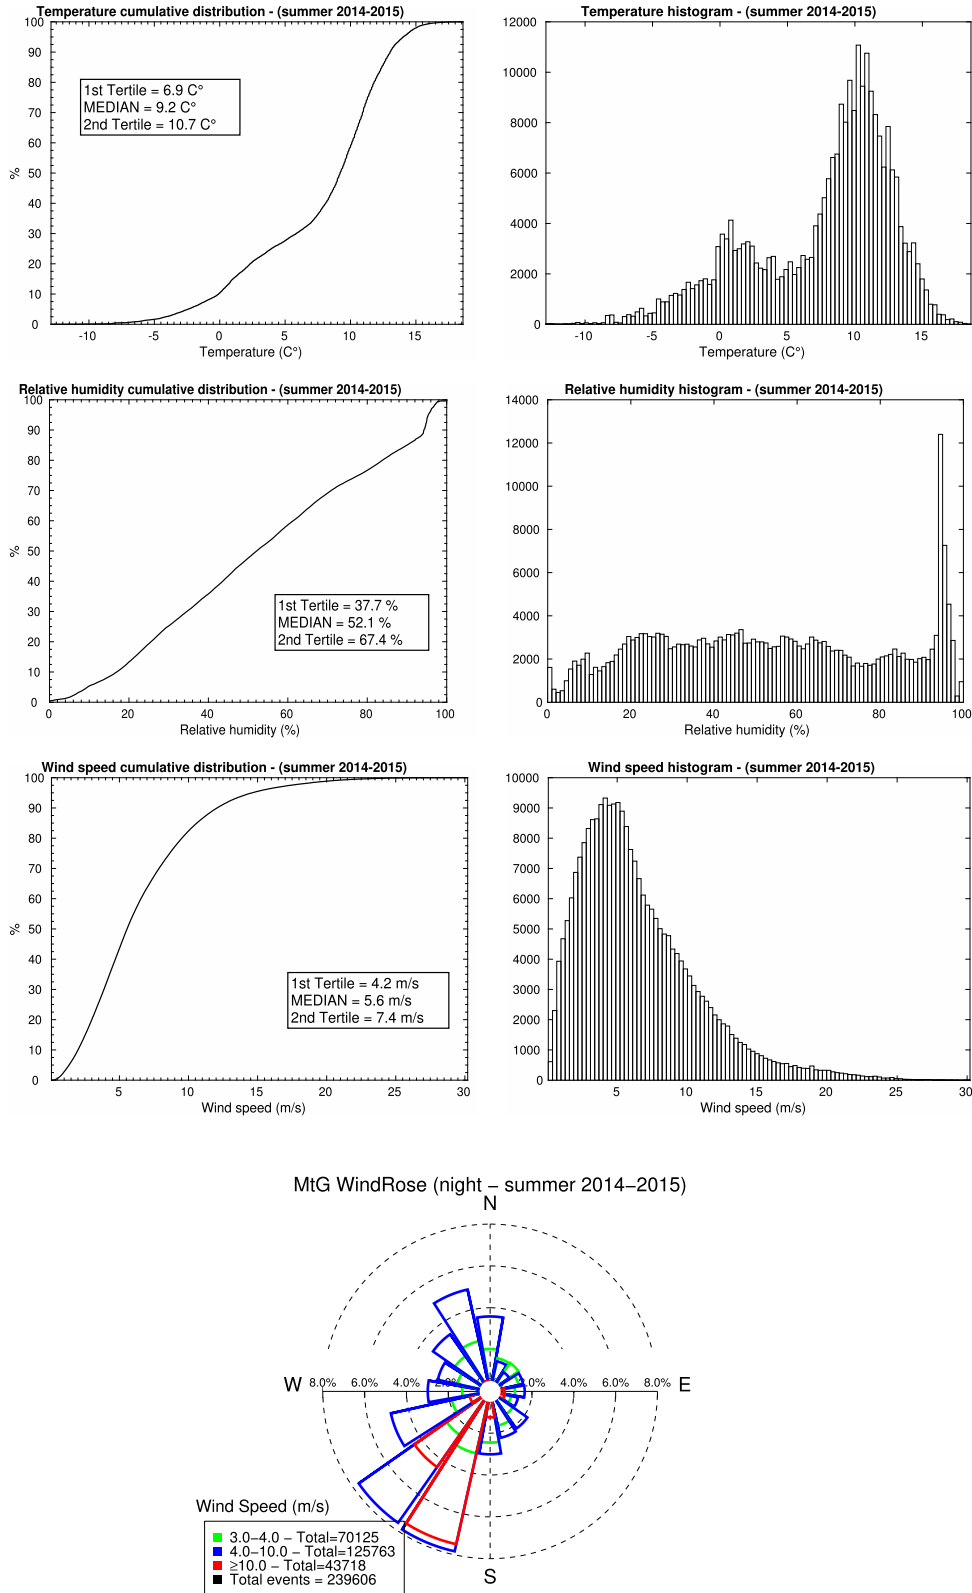 Temperature cumulative distribution - (summer 2014-2015)
100
90
80
70
60
50
40
30
20
10
0
%
1st Tertile = 6.9 C°
MEDIAN = 9.2 C°
2nd Tertile = 10.7 C°
-10 -5 0 5 10 15
Temperature (C°)
Temperature histogram - (summer 2014-2015)
12000
10000
8000
6000
4000
2000
0
-10 -5 0 5 10 15
Temperature (C°)
Relative humidity cumulative distribution - (summer 2014-2015)
100
90
80
70
60
50
40
30
20
10
0
%
1st Tertile = 37.7 %
MEDIAN = 52.1 %
2nd Tertile = 67.4 %
0 20 40 60 80 100
Relative humidity (%)
Relative humidity histogram - (summer 2014-2015)
14000
12000
10000
8000
6000
4000
2000
0
0 20 40 60 80 100
Relative humidity (%)
Wind speed cumulative distribution - (summer 2014-2015)
100
90
80
70
60
50
40
30
20
10
0
%
1st Tertile = 4.2 m/s
MEDIAN = 5.6 m/s
2nd Tertile = 7.4 m/s
5 10 15 20 25 30
Wind speed (m/s)
Wind speed histogram - (summer 2014-2015)
10000
9000
8000
7000
6000
5000
4000
3000
2000
1000
0
5 10 15 20 25 30
Wind speed (m/s)
MtG WindRose (night – summer 2014–2015)
N
W 8.0% 6.0% 4.0% 2.0% 2.0% 4.0% 6.0% 8.0% E
S
Wind Speed (m/s)
3.0–4.0 – Total=70125
4.0–10.0 – Total=125763
≥10.0 – Total=43718
Total events = 239606